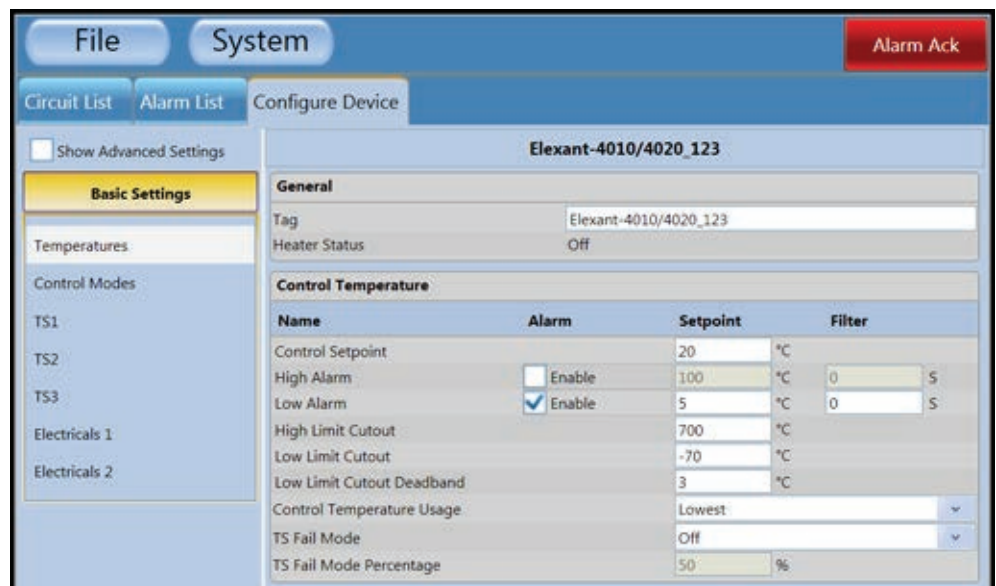 File System Alarm Ack
Circuit List Alarm List Configure Device
Show Advanced Settings
Basic Settings
Temperatures
Control Modes
TS1
TS2
TS3
Electricals 1
Electricals 2
Elexant-4010/4020_123
General
Tag Elexant-4010/4020_123
Heater Status Off
Control Temperature
Name Alarm Setpoint Filter
Control Setpoint 20 °C
High Alarm Enable 100 °C 0 S
Low Alarm Enable 5 °C 0 S
High Limit Cutout 700 °C
Low Limit Cutout -70 °C
Low Limit Cutout Deadband 3 °C
Control Temperature Usage Lowest
TS Fail Mode Off
TS Fail Mode Percentage 50 %